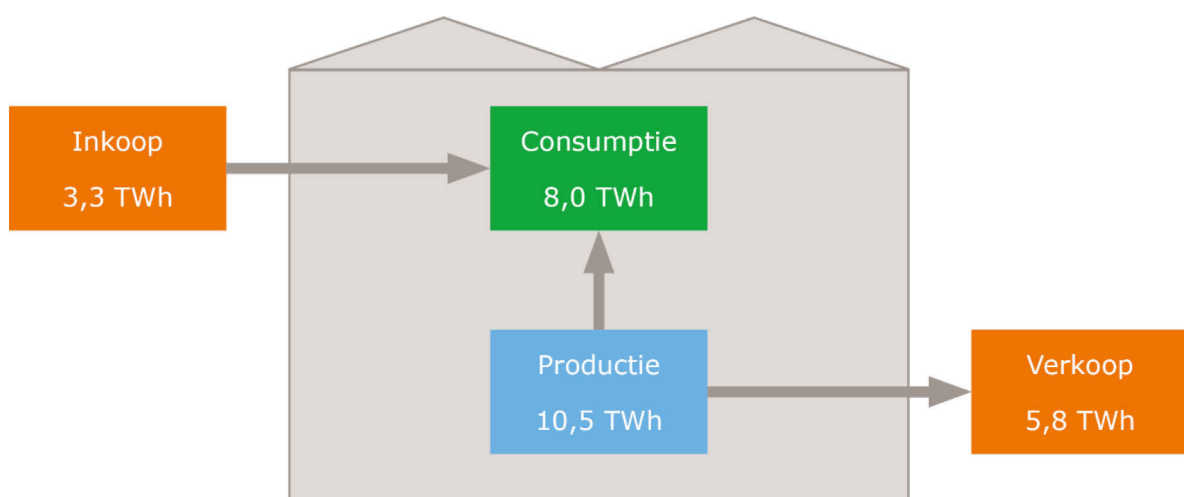 Inkoop
3,3 TWh
Consumptie
8,0 TWh
Productie
10,5 TWh
Verkoop
5,8 TWh